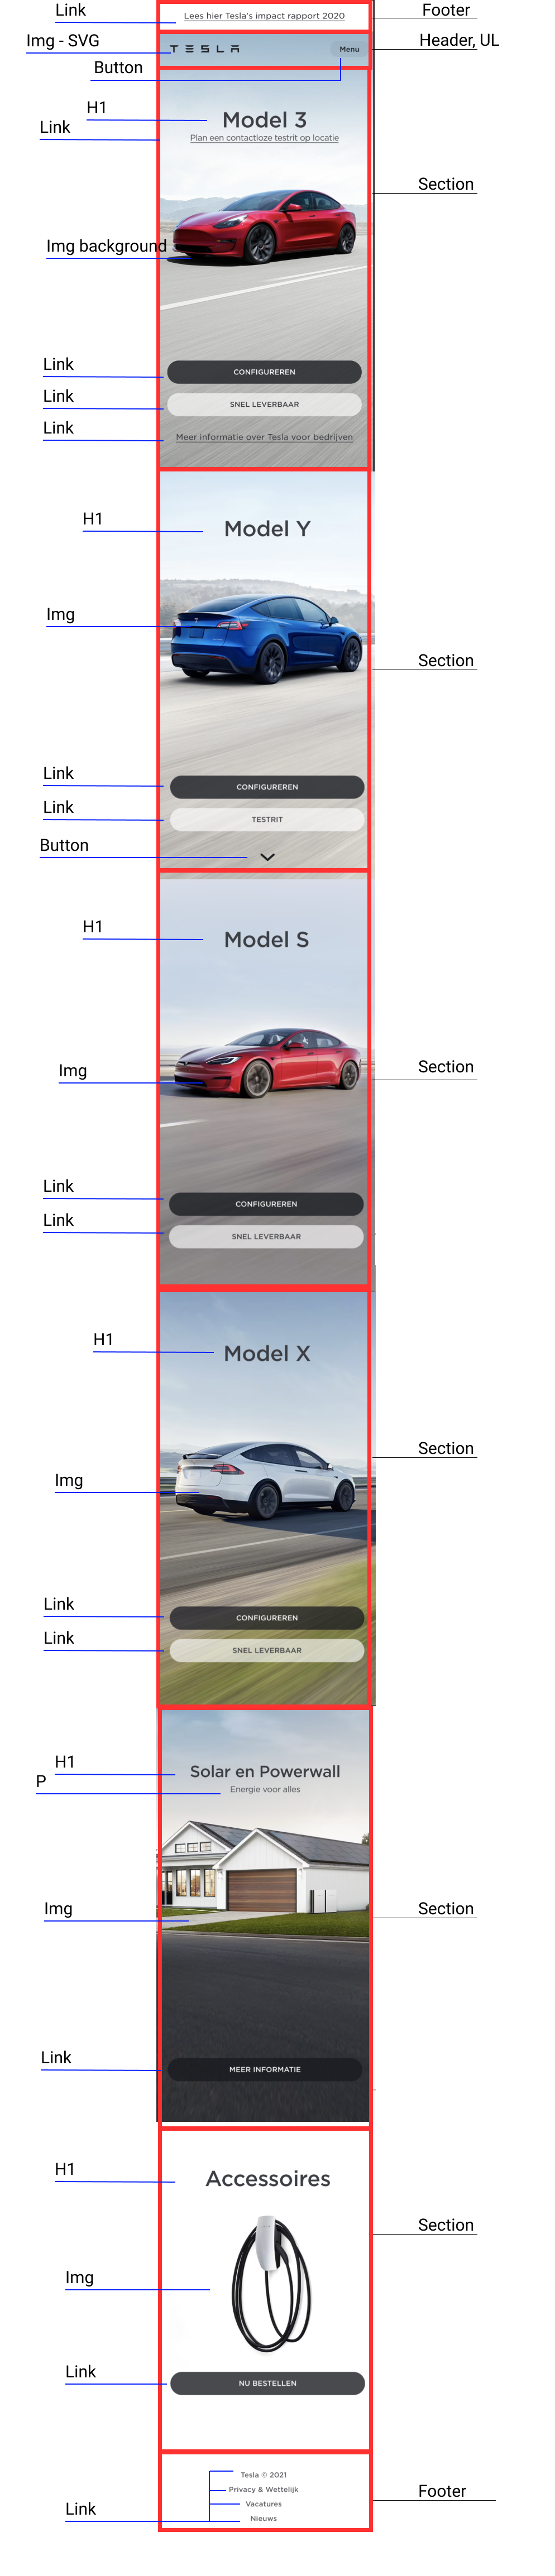 Link
Lees hier Tesla's impact rapport 2020
Footer
Img - SVG
TESLA
Menu
Header, UL
Button
H1
Model 3
Link
Plan een contactloze testrit op locatie
Section
Img background
Link
CONFIGUREREN
Link
SNEL LEVERBAAR
Link
Meer informatie over Tesla voor bedrijven
H1
Model Y
Img
Section
Link
CONFIGUREREN
Link
TESTRIT
Button
H1
Model S
Img
Section
Link
CONFIGUREREN
Link
SNEL LEVERBAAR
H1
Model X
Section
Img
Link
CONFIGUREREN
Link
SNEL LEVERBAAR
H1
Solar en Powerwall
P
Energie voor alles
Img
Section
Link
MEER INFORMATIE
H1
Accessoires
Section
Img
Link
NU BESTELLEN
Tesla © 2021
Privacy & Wettelijk
Footer
Vacatures
Link
Nieuws